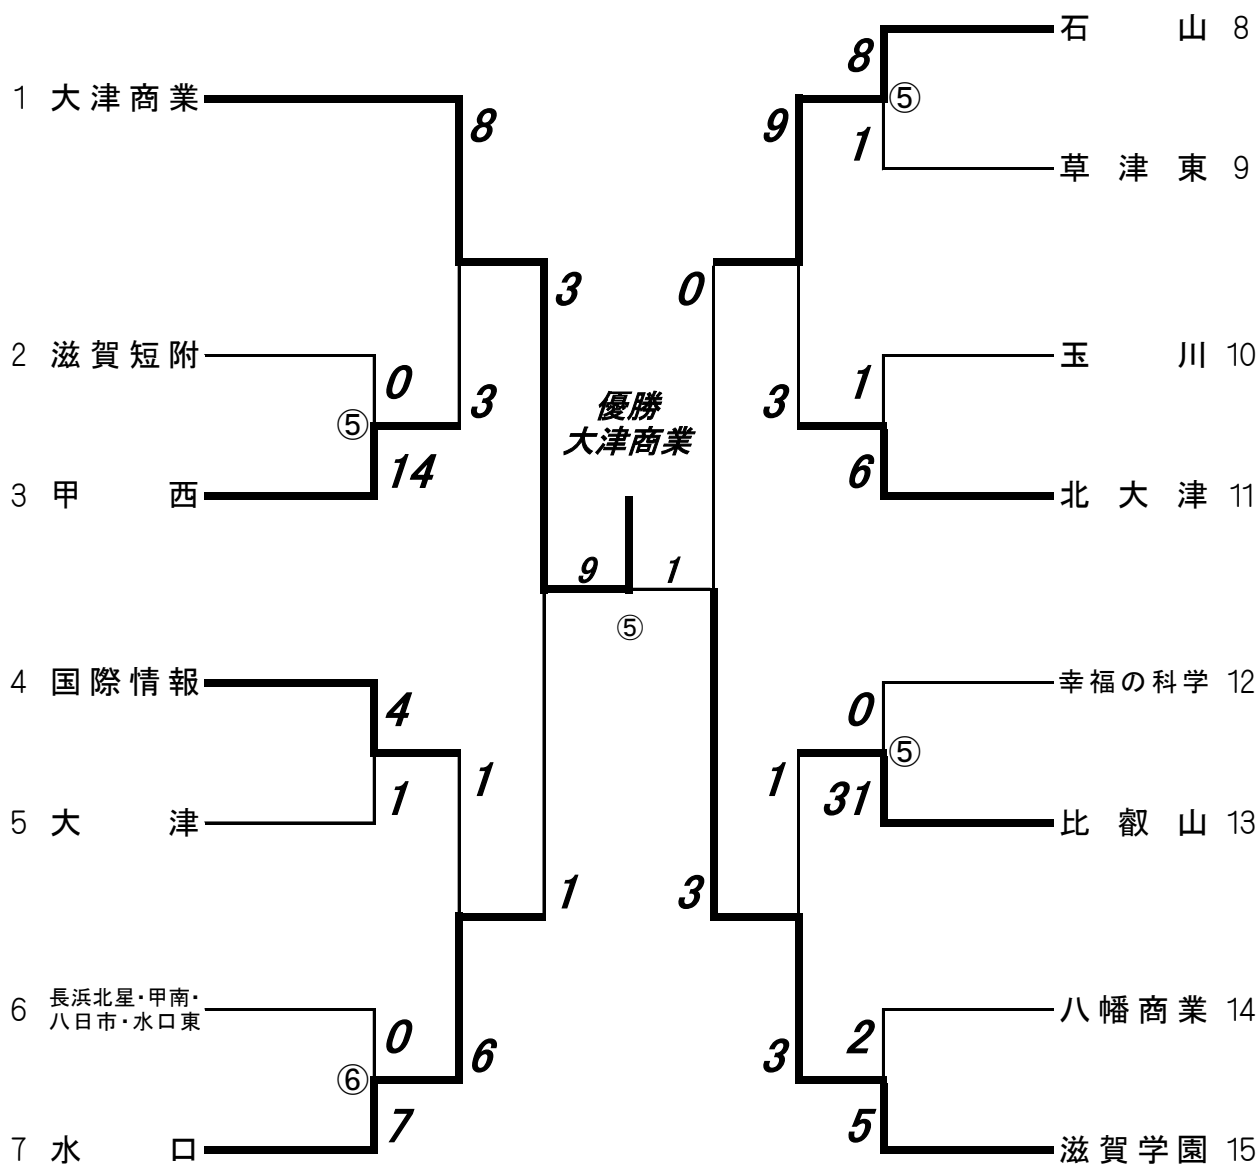 1 大津商業
8
2 滋賀短附
0
⑤
3
14
3 甲西
3
4 国際情報
4
1
1
5 大津
1
6 長浜北星・甲南・
八日市・水口東
0
⑥
6
7
7 水口
優勝
大津商業
9 1
⑤
石山 8
8
⑤
9
1
草津東 9
0
玉川 10
1
3
6
北大津 11
幸福の科学 12
0
⑤
1
31
比叡山 13
3
八幡商業 14
2
3
5
滋賀学園 15